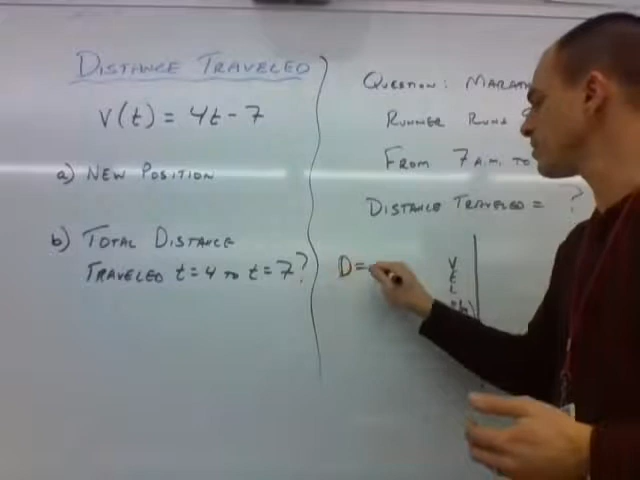 DISTANCE TRAVELED
V(t) = 4t - 7
a) NEW POSITION
b) TOTAL DISTANCE
TRAVELED t = 4 TO t = 7?
QUESTION:
RUNNER RUNS
FROM 7 A.M. TO
DISTANCE TRAVELED = ?
D =
V
E
L